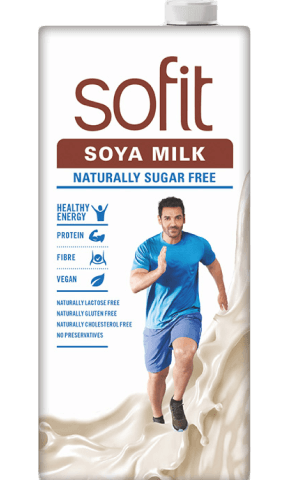 sofit
SOYA MILK
NATURALLY SUGAR FREE
HEALTHY
ENERGY
PROTEIN
FIBRE
VEGAN
NATURALLY LACTOSE FREE
NATURALLY GLUTEN FREE
NATURALLY CHOLESTEROL FREE
NO PRESERVATIVES